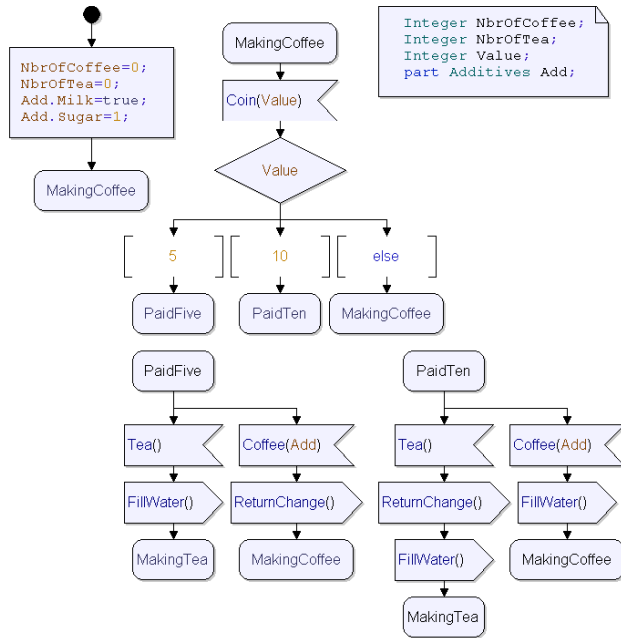 NbrOfCoffee=0;
NbrOfTea=0;
Add.Milk=true;
Add.Sugar=1;
MakingCoffee
MakingCoffee
Coin(Value)
Value
5
10
else
PaidFive
PaidTen
MakingCoffee
Integer NbrOfCoffee;
Integer NbrOfTea;
Integer Value;
part Additives Add;
PaidFive
Tea()
Coffee(Add)
FillWater()
ReturnChange()
MakingTea
MakingCoffee
PaidTen
Tea()
Coffee(Add)
ReturnChange()
FillWater()
FillWater()
MakingCoffee
MakingTea